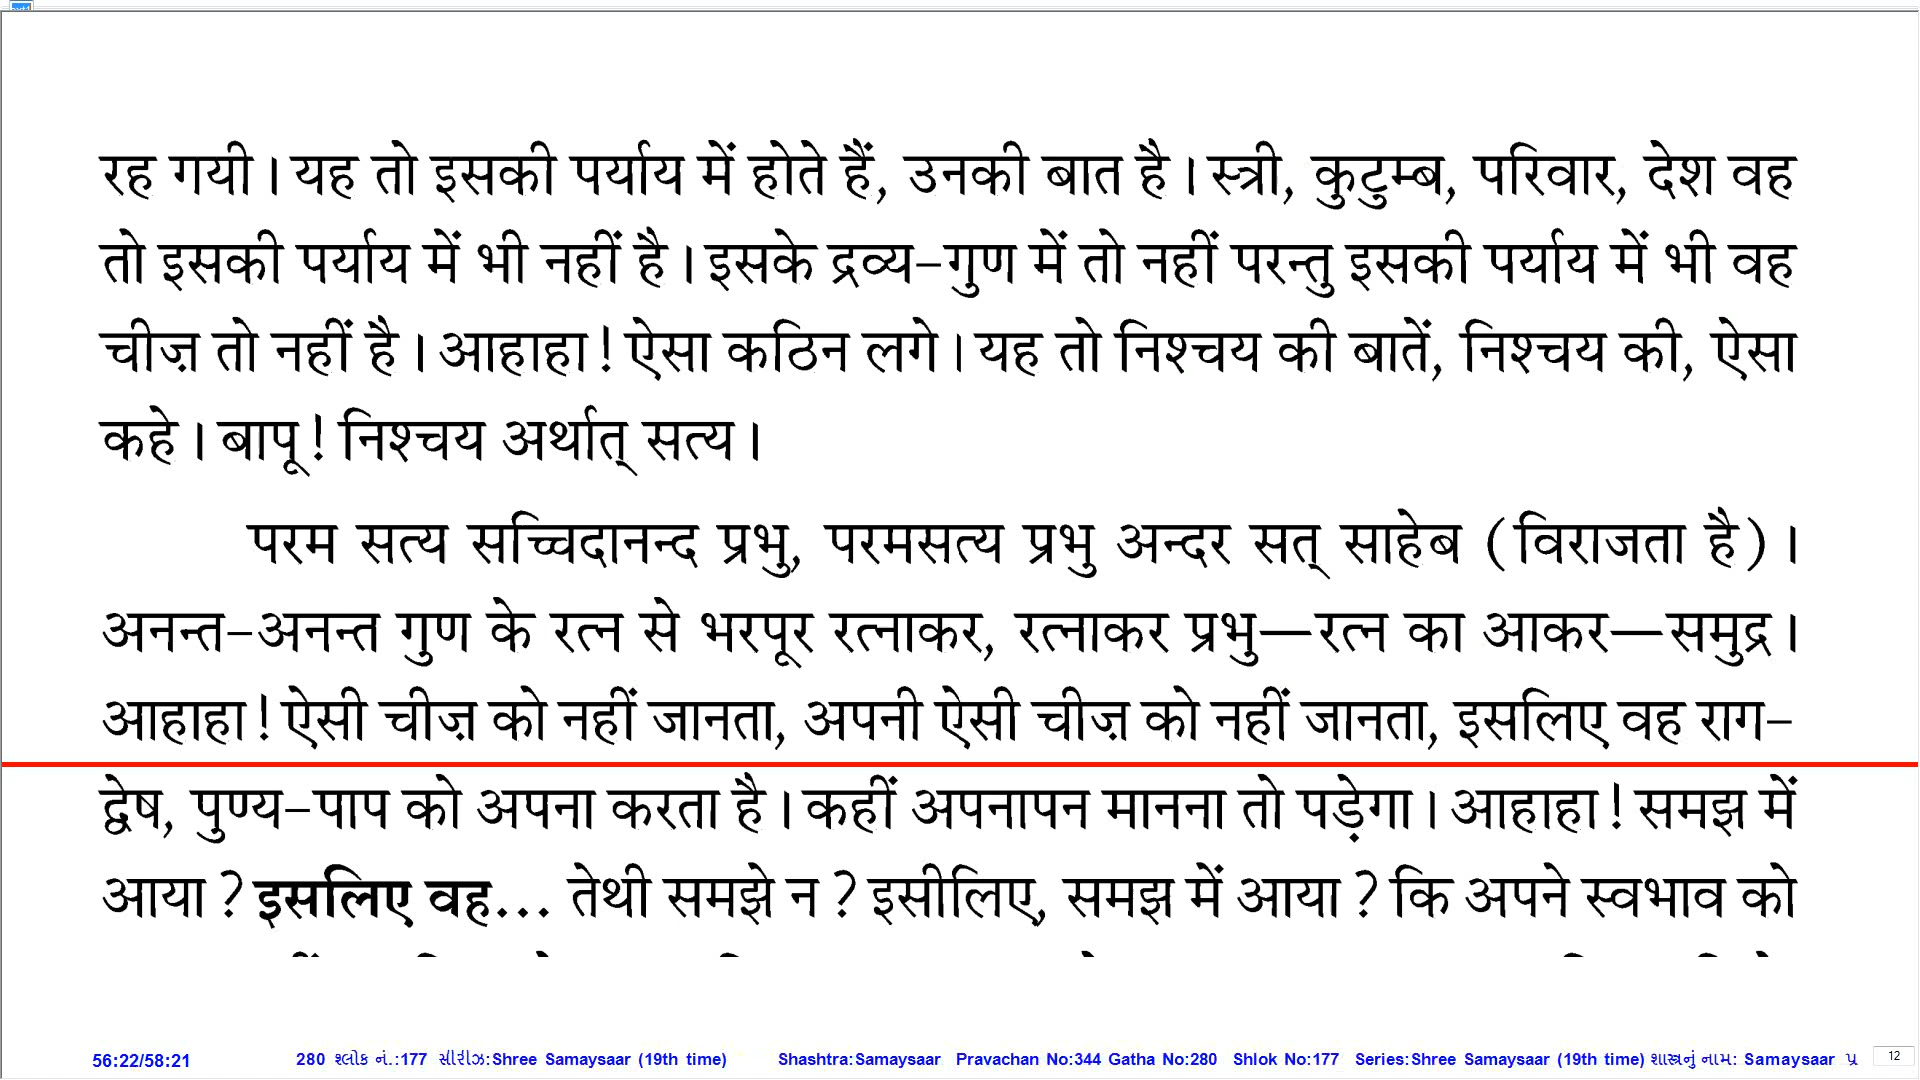 रह गयी। यह तो इसकी पर्याय में होते हैं, उनकी बात है। स्त्री, कुटुम्ब, परिवार, देश वह
तो इसकी पर्याय में भी नहीं है। इसके द्रव्य-गुण में तो नहीं परन्तु इसकी पर्याय में भी वह
चीज़ तो नहीं है। आहाहा! ऐसा कठिन लगे। यह तो निश्चय की बातें, निश्चय की, ऐसा
कहे। बापू! निश्चय अर्थात् सत्य।
परम सत्य सच्चिदानन्द प्रभु, परमसत्य प्रभु अन्दर सत् साहेब (विराजता है)।
अनन्त-अनन्त गुण के रत्न से भरपूर रत्नाकर, रत्नाकर प्रभु—रत्न का आकर—समुद्र।
आहाहा! ऐसी चीज़ को नहीं जानता, अपनी ऐसी चीज़ को नहीं जानता, इसलिए वह राग-
द्वेष, पुण्य-पाप को अपना करता है। कहीं अपनापन मानना तो पड़ेगा। आहाहा! समझ में
आया? इसलिए वह... तेथी समझे न? इसीलिए, समझ में आया? कि अपने स्वभाव को
56:22/58:21 280 શ્લોક નં.:177 સીરીઝ:Shree Samaysaar (19th time) Shashtra:Samaysaar Pravachan No:344 Gatha No:280 Shlok No:177 Series:Shree Samaysaar (19th time) શાસ્ત્રનું નામ: Samaysaar પ્ર 12